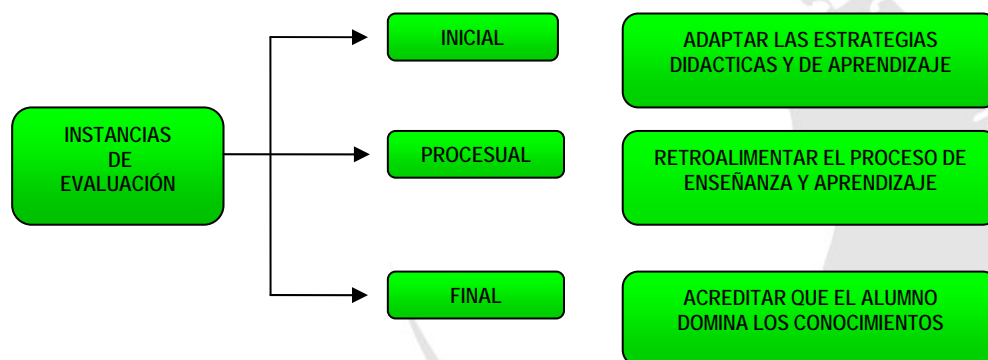 INSTANCIAS
DE
EVALUACIÓN
INICIAL
ADAPTAR LAS ESTRATEGIAS
DIDACTICAS Y DE APRENDIZAJE
PROCESUAL
RETROALIMENTAR EL PROCESO DE
ENSEÑANZA Y APRENDIZAJE
FINAL
ACREDITAR QUE EL ALUMNO
DOMINA LOS CONOCIMIENTOS